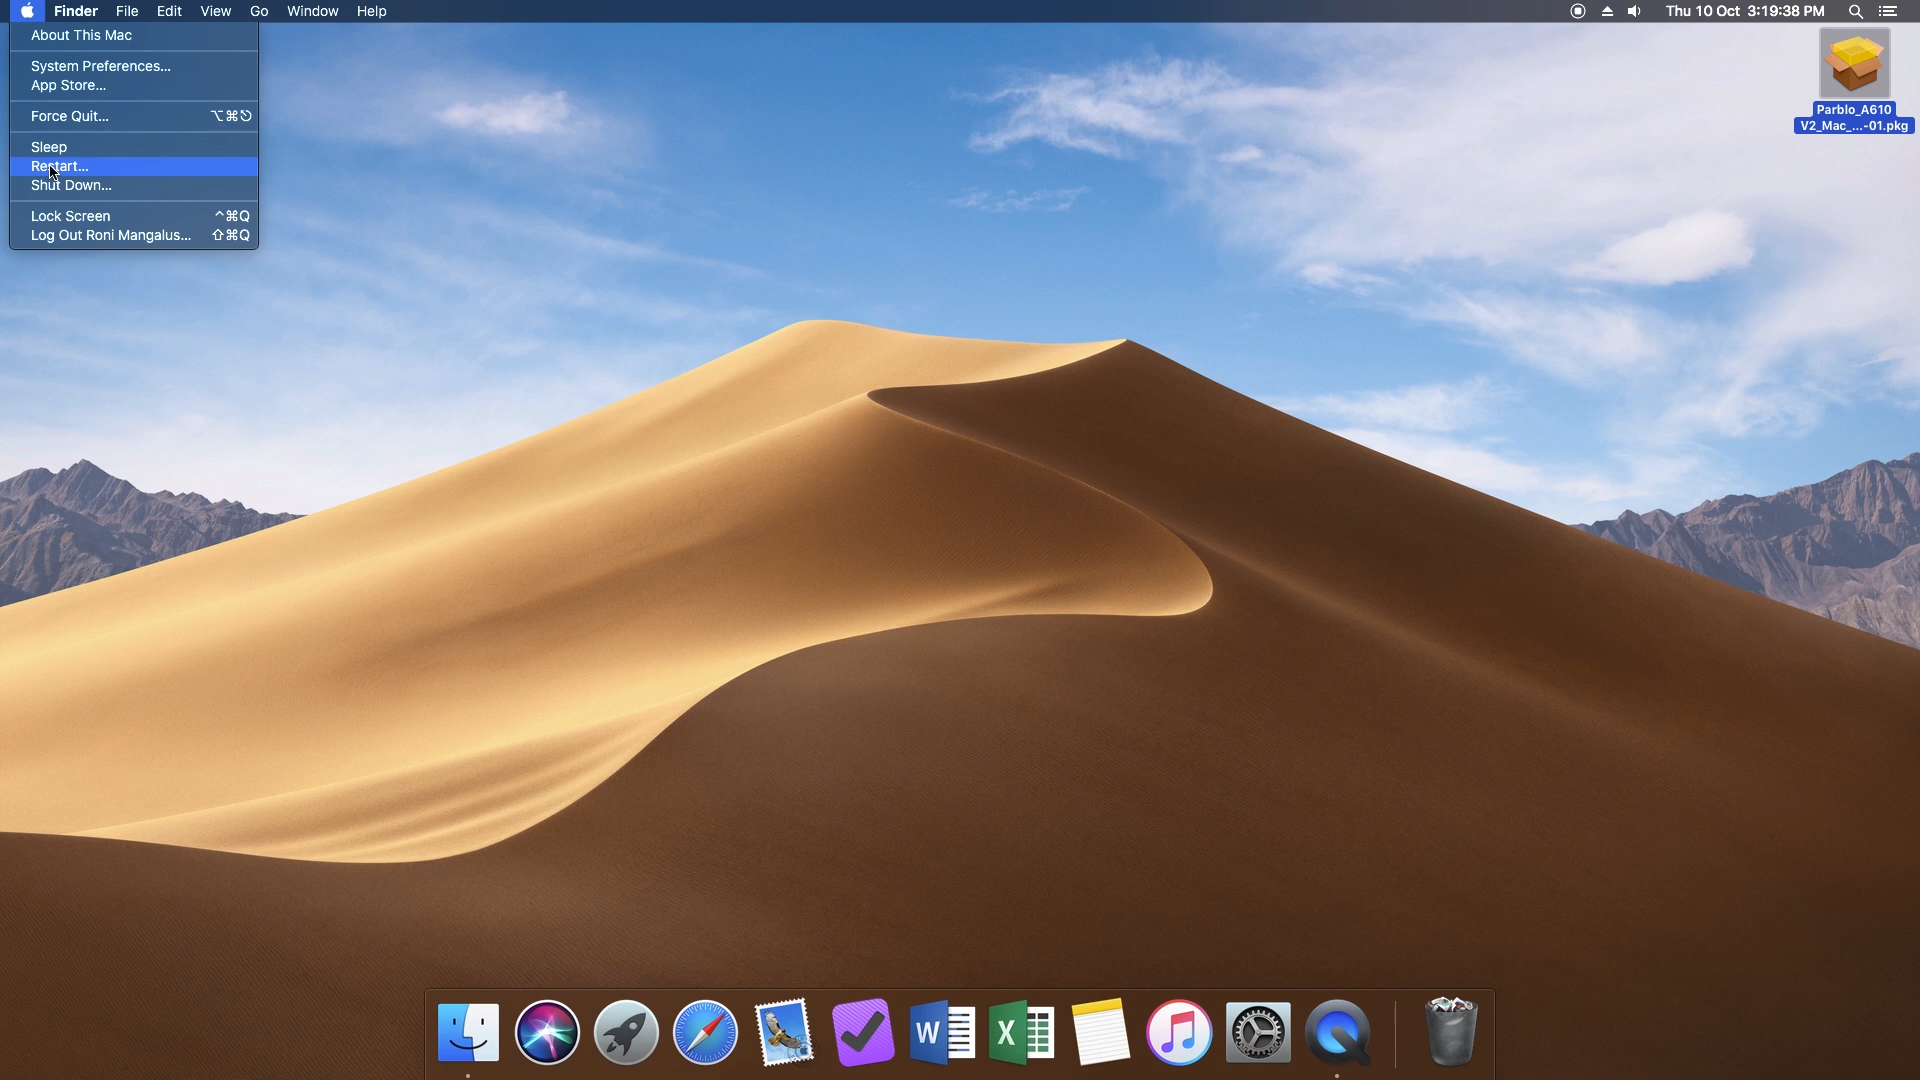 Finder File Edit View Go Window Help Thu 10 Oct 3:19:38 PM
About This Mac
System Preferences...
App Store...
Force Quit... ⌥⌘⎋
Sleep
Restart...
Shut Down...
Lock Screen ^⌘Q
Log Out Roni Mangalus... ⇧⌘Q
Parblo_A610
V2_Mac_...-01.pkg
W
X